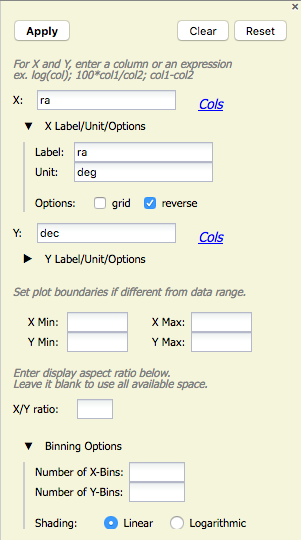 Apply Clear Reset
For X and Y, enter a column or an expression
ex. log(col); 100*col1/col2; col1-col2
X: ra Cols
▼ X Label/Unit/Options
Label: ra
Unit: deg
Options: grid reverse
Y: dec Cols
▶ Y Label/Unit/Options
Set plot boundaries if different from data range.
X Min: X Max:
Y Min: Y Max:
Enter display aspect ratio below.
Leave it blank to use all available space.
X/Y ratio:
▼ Binning Options
Number of X-Bins:
Number of Y-Bins:
Shading: Linear Logarithmic